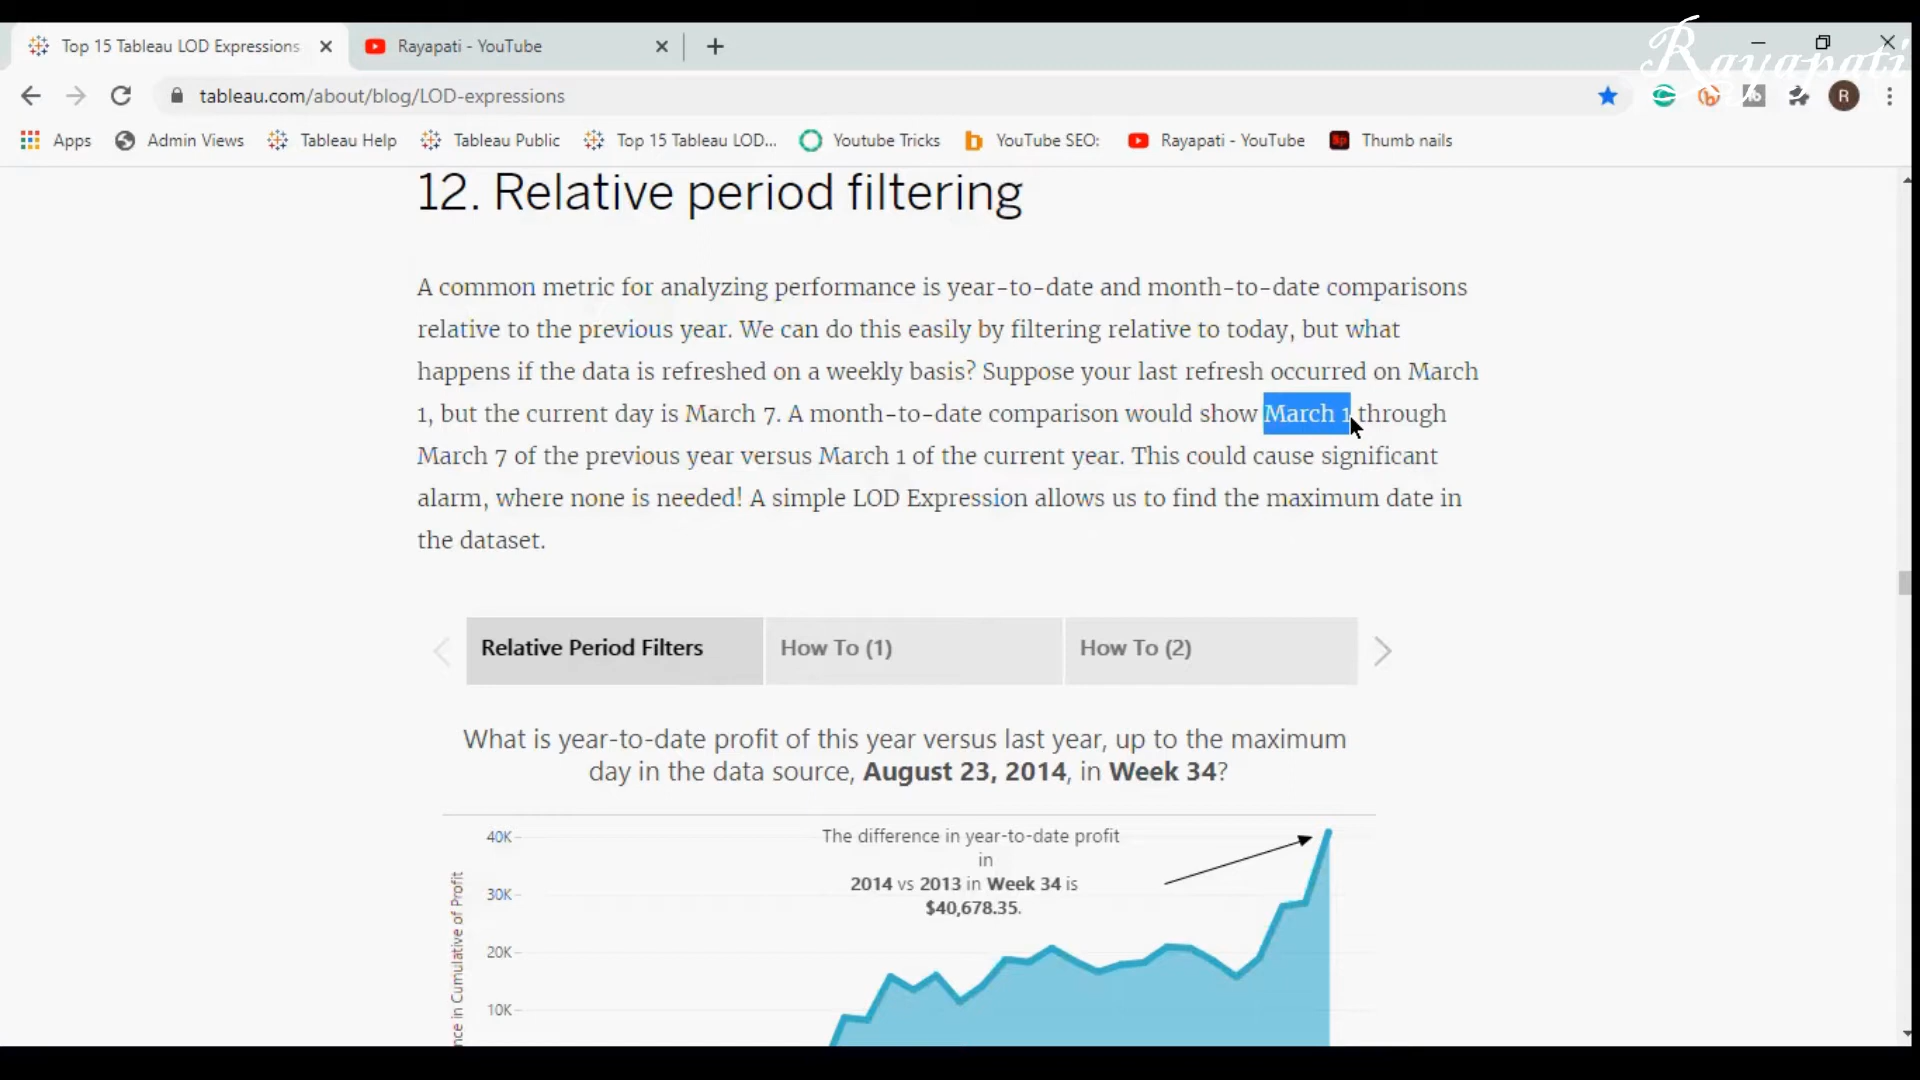 Top 15 Tableau LOD Expressions
Rayapati - YouTube
Rayapati
tableau.com/about/blog/LOD-expressions
R
Apps
Admin Views
Tableau Help
Tableau Public
Top 15 Tableau LOD...
Youtube Tricks
YouTube SEO:
Rayapati - YouTube
Bp
Thumb nails
12. Relative period filtering
A common metric for analyzing performance is year-to-date and month-to-date comparisons
relative to the previous year. We can do this easily by filtering relative to today, but what
happens if the data is refreshed on a weekly basis? Suppose your last refresh occurred on March
1, but the current day is March 7. A month-to-date comparison would show March 1 through
March 7 of the previous year versus March 1 of the current year. This could cause significant
alarm, where none is needed! A simple LOD Expression allows us to find the maximum date in
the dataset.
Relative Period Filters
How To (1)
How To (2)
What is year-to-date profit of this year versus last year, up to the maximum
day in the data source, August 23, 2014, in Week 34?
The difference in year-to-date profit
in
2014 vs 2013 in Week 34 is
$40,678.35.
40K
30K
20K
10K
in Cumulative of Profit